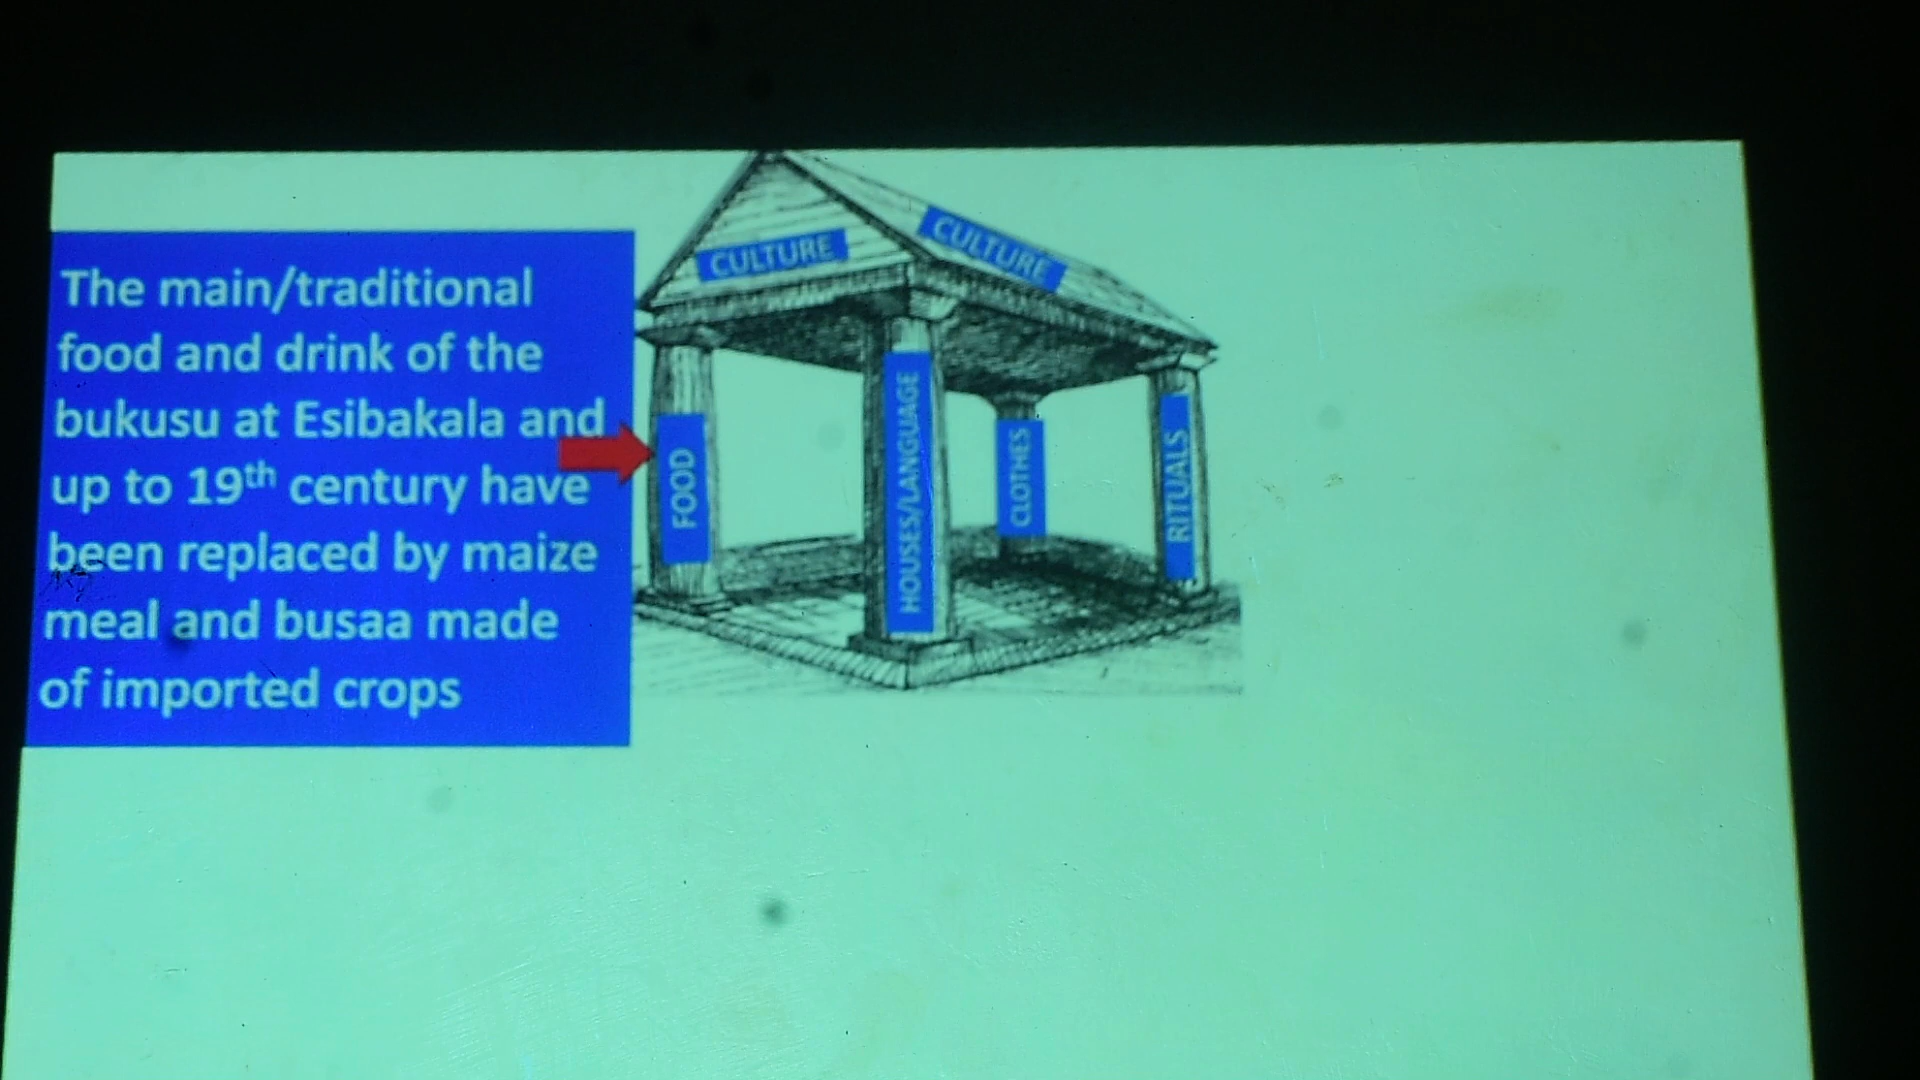 The main/traditional
food and drink of the
bukusu at Esibakala and
up to 19th century have
been replaced by maize
meal and busaa made
of imported crops
CULTURE
CULTURE
FOOD
HOUSES/LANGUAGE
CLOTHES
RITUALS